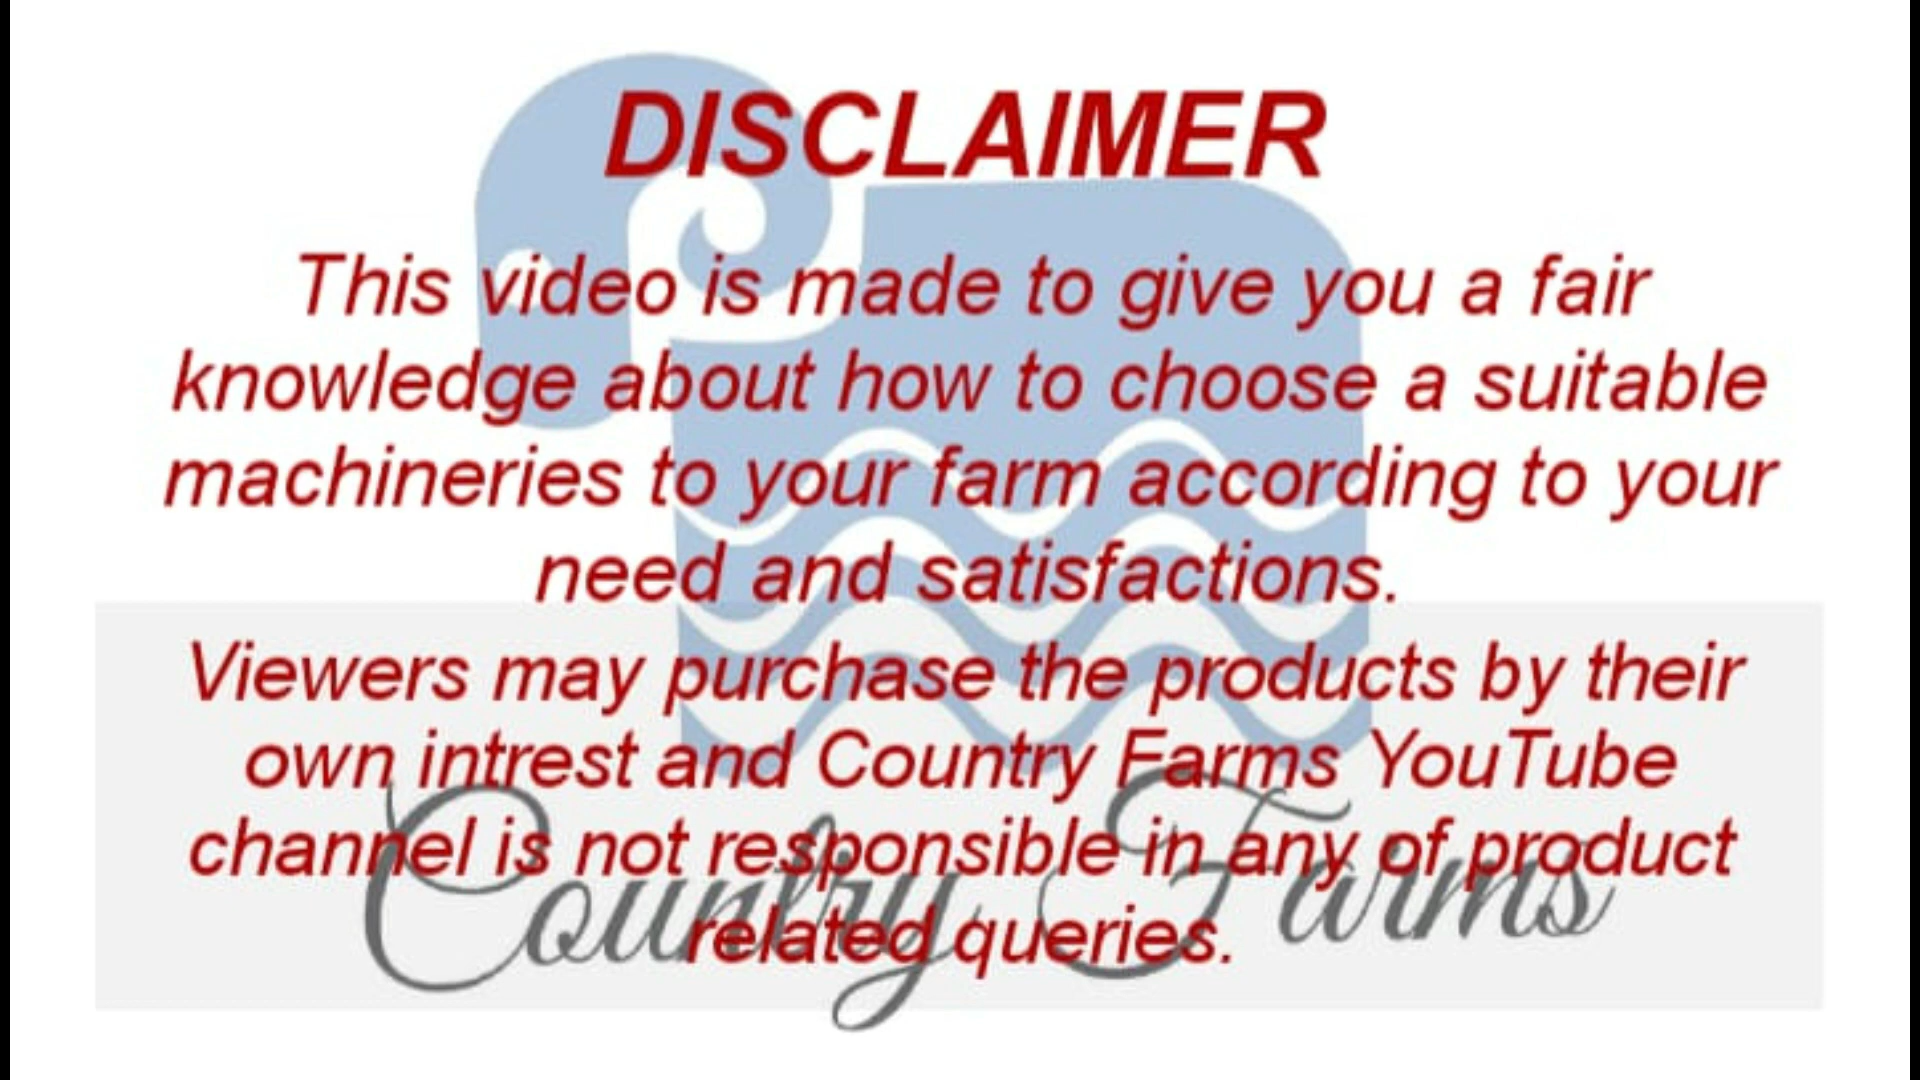 DISCLAIMER
This video is made to give you a fair
knowledge about how to choose a suitable
machineries to your farm according to your
need and satisfactions.
Viewers may purchase the products by their
own intrest and Country Farms YouTube
channel is not responsible in any of product
related queries.
Country Farms